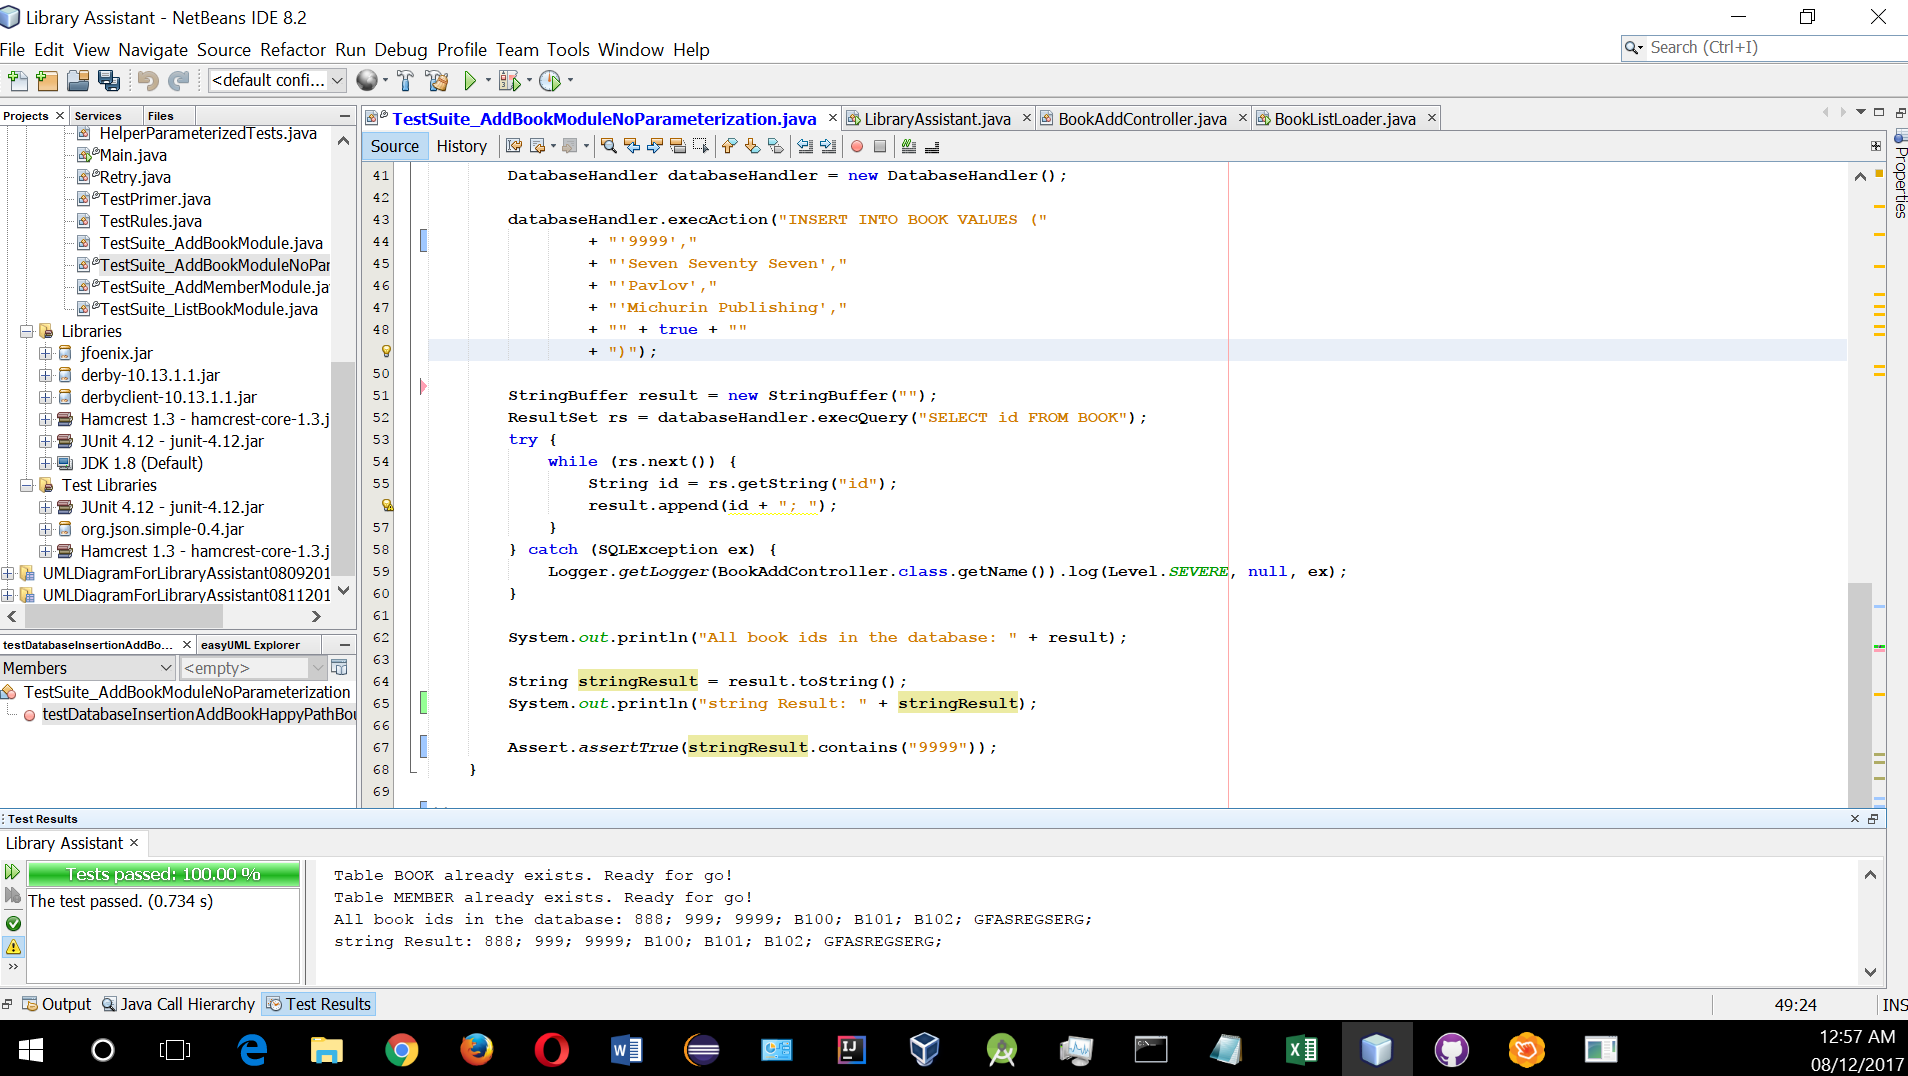 Library Assistant - NetBeans IDE 8.2
File Edit View Navigate Source Refactor Run Debug Profile Team Tools Window Help
Search (Ctrl+I)
<default confi...
Projects Services Files
HelperParameterizedTests.java
Main.java
Retry.java
TestPrimer.java
TestRules.java
TestSuite_AddBookModule.java
TestSuite_AddBookModuleNoPar
TestSuite_AddMemberModule.ja
TestSuite_ListBookModule.java
Libraries
jfoenix.jar
derby-10.13.1.1.jar
derbyclient-10.13.1.1.jar
Hamcrest 1.3 - hamcrest-core-1.3.j
JUnit 4.12 - junit-4.12.jar
JDK 1.8 (Default)
Test Libraries
JUnit 4.12 - junit-4.12.jar
org.json.simple-0.4.jar
Hamcrest 1.3 - hamcrest-core-1.3.j
UMLDiagramForLibraryAssistant0809201
UMLDiagramForLibraryAssistant0811201
testDatabaseInsertionAddBo... easyUML Explorer
Members <empty>
TestSuite_AddBookModuleNoParameterization
testDatabaseInsertionAddBookHappyPathBou
TestSuite_AddBookModuleNoParameterization.java LibraryAssistant.java BookAddController.java BookListLoader.java
Source History
Properties
41 DatabaseHandler databaseHandler = new DatabaseHandler();
42
43 databaseHandler.execAction("INSERT INTO BOOK VALUES ("
44 + "'9999',"
45 + "'Seven Seventy Seven',"
46 + "'Pavlov',"
47 + "'Michurin Publishing',"
48 + "" + true + ""
+ ")");
50
51 StringBuffer result = new StringBuffer("");
52 ResultSet rs = databaseHandler.execQuery("SELECT id FROM BOOK");
53 try {
54 while (rs.next()) {
55 String id = rs.getString("id");
result.append(id + "; ");
57 }
58 } catch (SQLException ex) {
59 Logger.getLogger(BookAddController.class.getName()).log(Level.SEVERE, null, ex);
60 }
61
62 System.out.println("All book ids in the database: " + result);
63
64 String stringResult = result.toString();
65 System.out.println("string Result: " + stringResult);
66
67 Assert.assertTrue(stringResult.contains("9999"));
68 }
69
Test Results
Library Assistant
Tests passed: 100.00 %
The test passed. (0.734 s)
Table BOOK already exists. Ready for go!
Table MEMBER already exists. Ready for go!
All book ids in the database: 888; 999; 9999; B100; B101; B102; GFASREGSERG;
string Result: 888; 999; 9999; B100; B101; B102; GFASREGSERG;
Output Java Call Hierarchy Test Results
49:24 INS
12:57 AM
08/12/2017